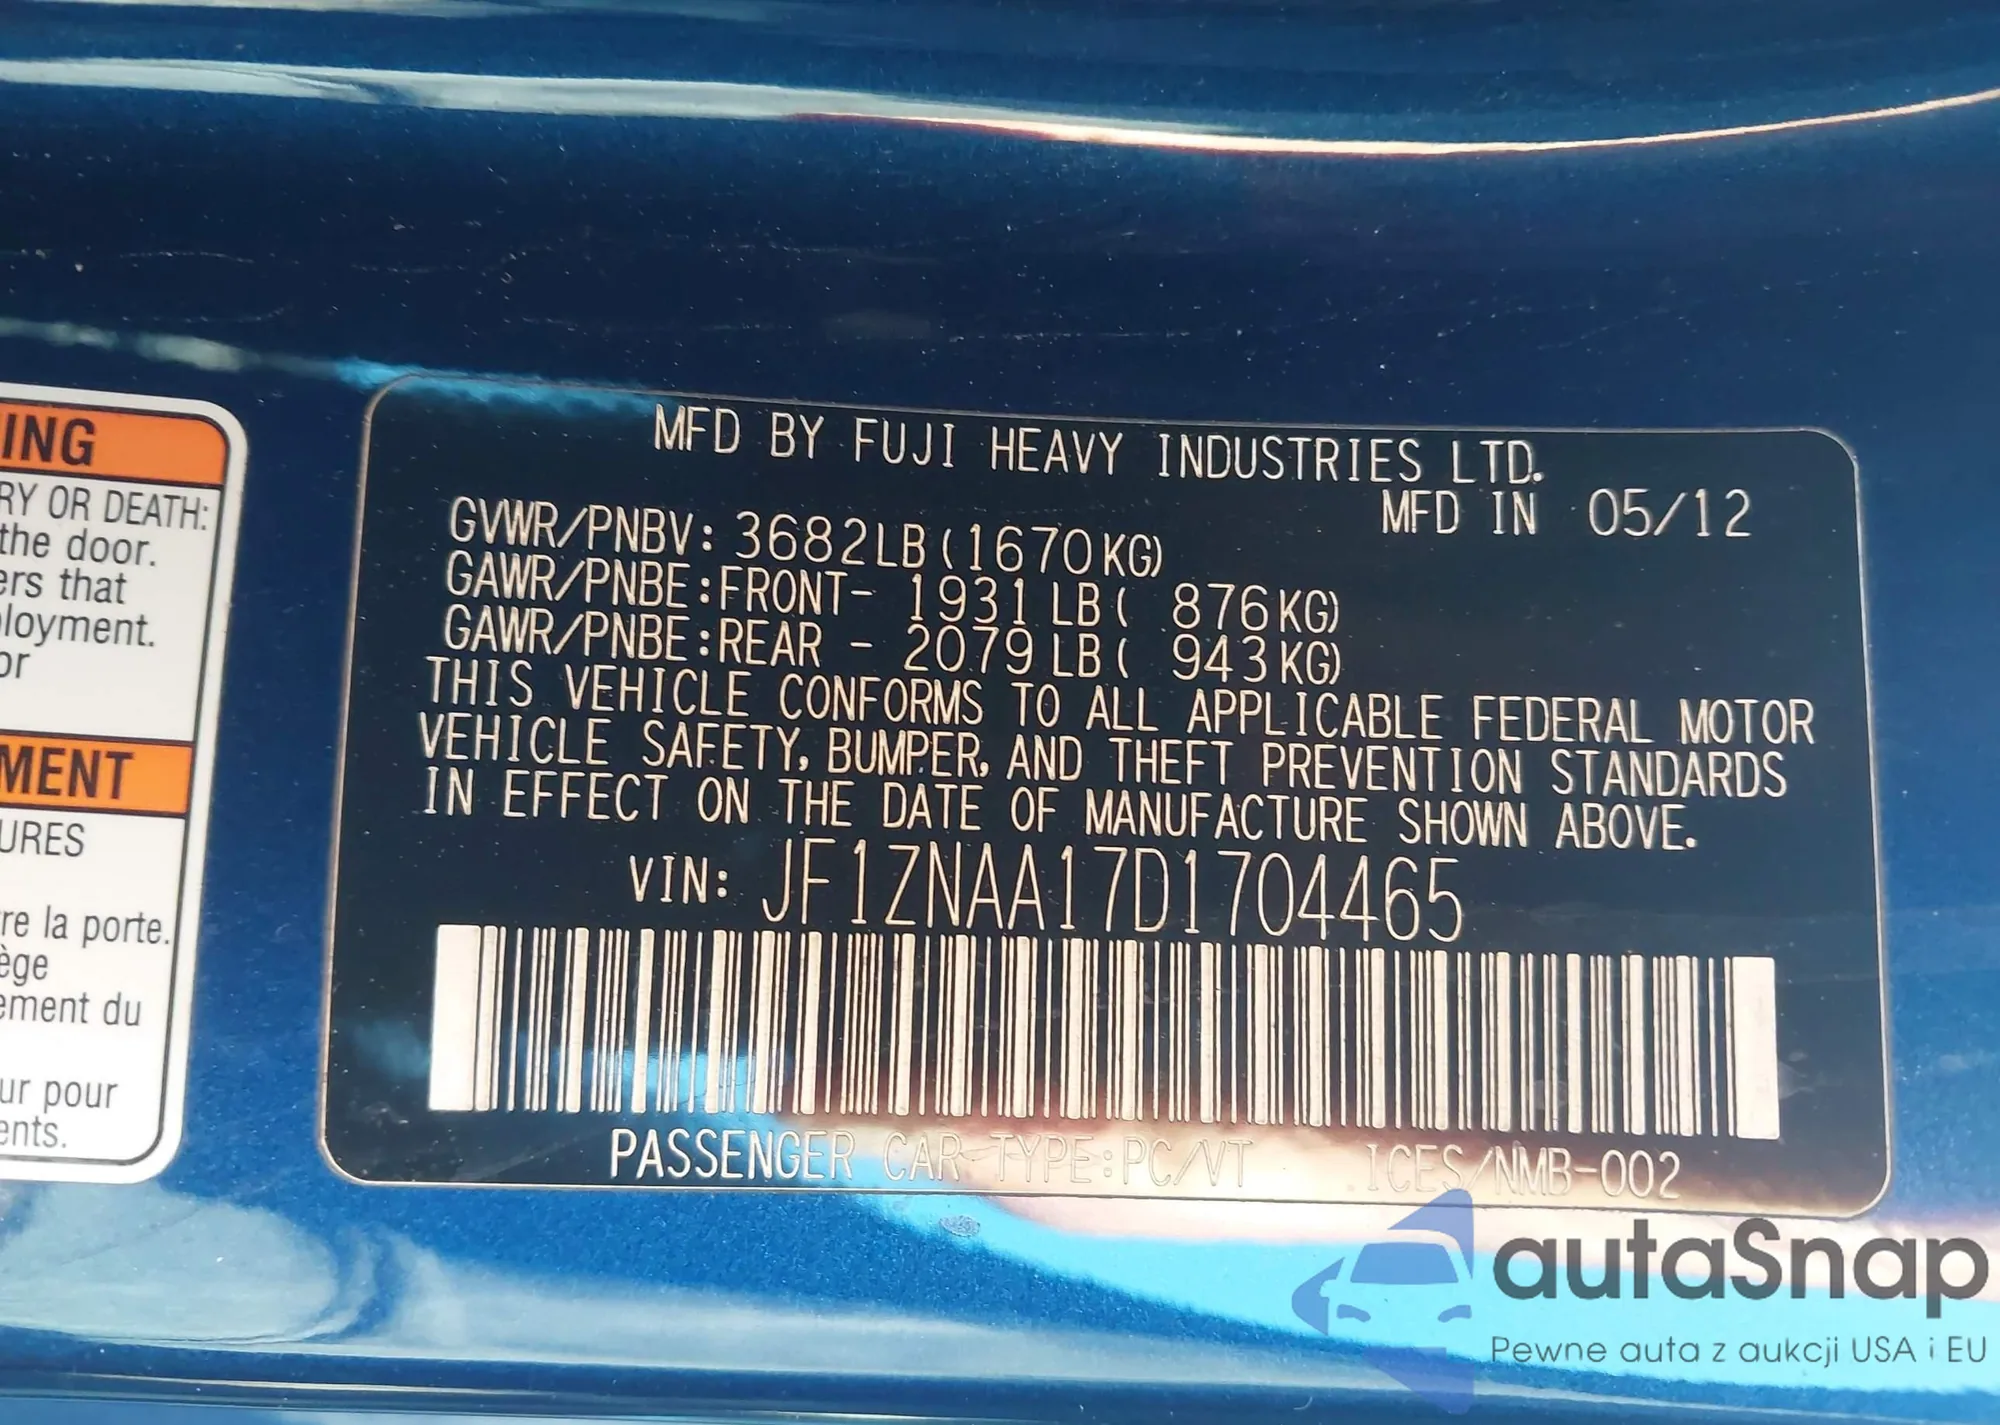 ING
RY OR DEATH:
the door.
ers that
loyment.
or
MENT
URES
re la porte.
ège
ement du
ur pour
ents.
MFD BY FUJI HEAVY INDUSTRIES LTD.
MFD IN 05/12
GVWR/PNBV: 3682LB(1670KG)
GAWR/PNBE:FRONT- 1931LB( 876KG)
GAWR/PNBE:REAR - 2079LB( 943KG)
THIS VEHICLE CONFORMS TO ALL APPLICABLE FEDERAL MOTOR
VEHICLE SAFETY, BUMPER, AND THEFT PREVENTION STANDARDS
IN EFFECT ON THE DATE OF MANUFACTURE SHOWN ABOVE.
VIN: JF1ZNAA17D1704465
PASSENGER CAR TYPE:PC/VT ICES/NMB-002
autaSnap
Pewne auta z aukcji USA i EU